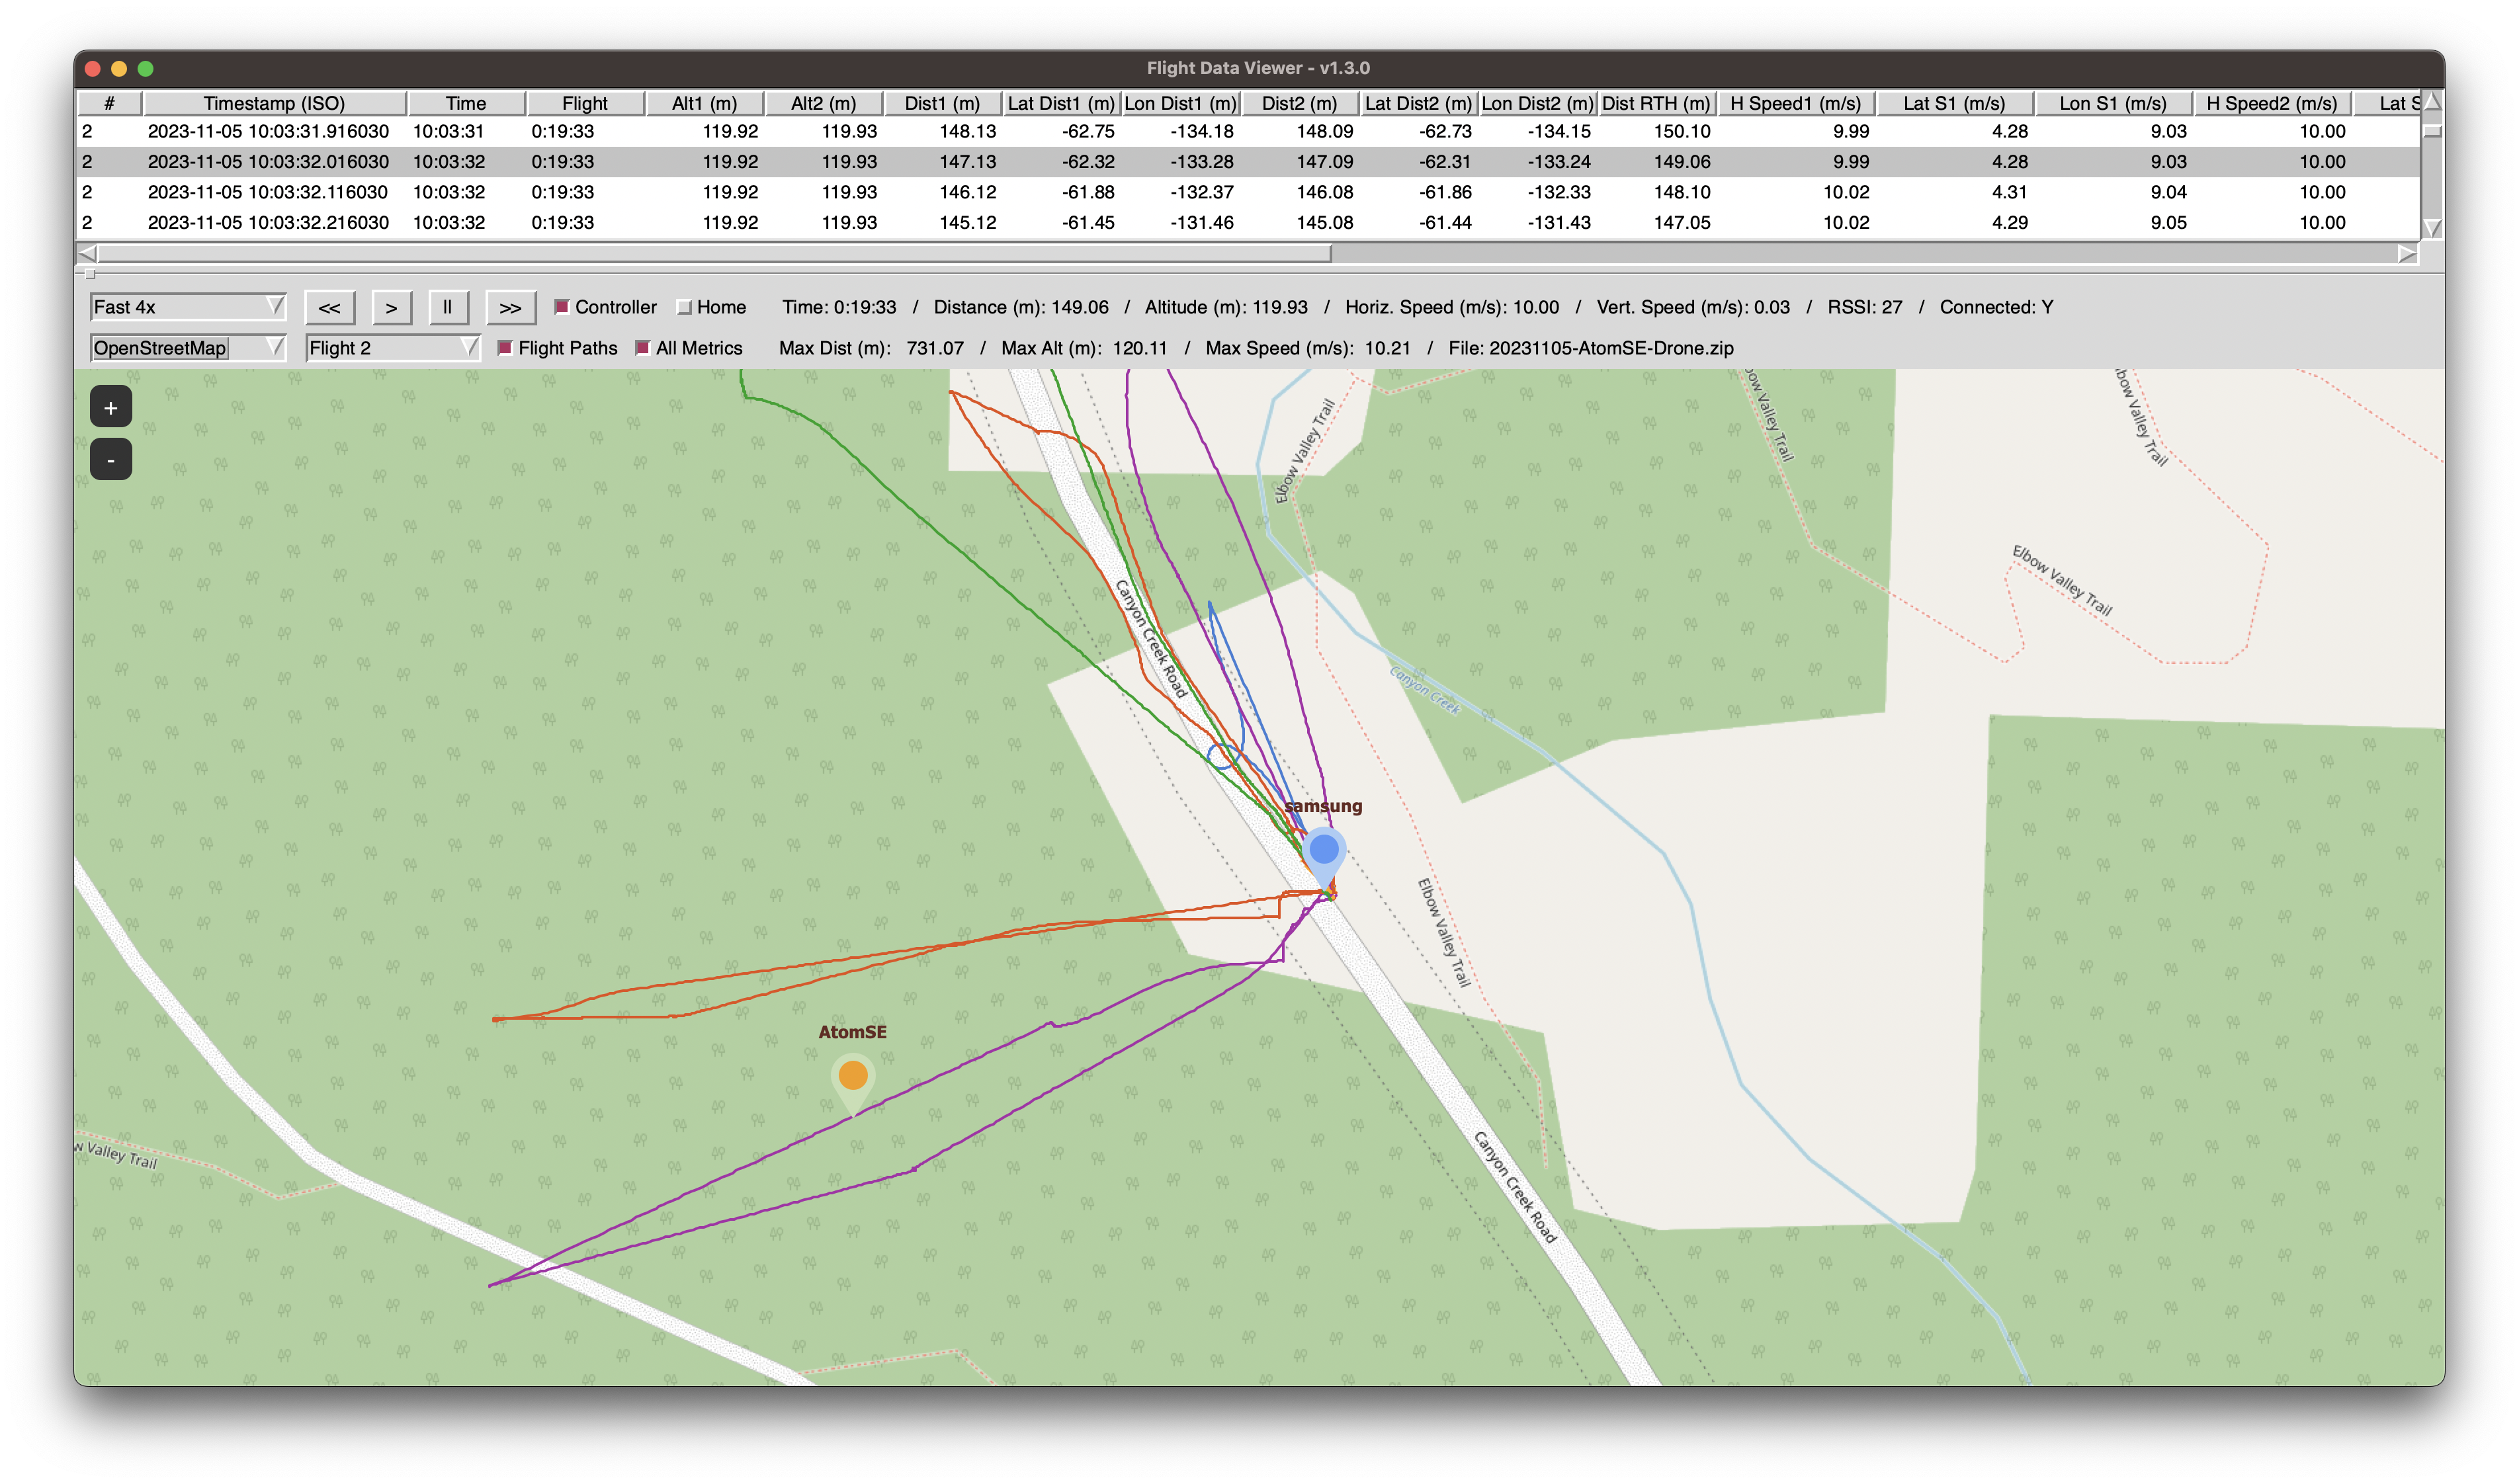 Flight Data Viewer - v1.3.0
# Timestamp (ISO) Time Flight Alt1 (m) Alt2 (m) Dist1 (m) Lat Dist1 (m) Lon Dist1 (m) Dist2 (m) Lat Dist2 (m) Lon Dist2 (m) Dist RTH (m) H Speed1 (m/s) Lat S1 (m/s) Lon S1 (m/s) H Speed2 (m/s) Lat S
2 2023-11-05 10:03:31.916030 10:03:31 0:19:33 119.92 119.93 148.13 -62.75 -134.18 148.09 -62.73 -134.15 150.10 9.99 4.28 9.03 10.00
2 2023-11-05 10:03:32.016030 10:03:32 0:19:33 119.92 119.93 147.13 -62.32 -133.28 147.09 -62.31 -133.24 149.06 9.99 4.28 9.03 10.00
2 2023-11-05 10:03:32.116030 10:03:32 0:19:33 119.92 119.93 146.12 -61.88 -132.37 146.08 -61.86 -132.33 148.10 10.02 4.31 9.04 10.00
2 2023-11-05 10:03:32.216030 10:03:32 0:19:33 119.92 119.93 145.12 -61.45 -131.46 145.08 -61.44 -131.43 147.05 10.02 4.29 9.05 10.00
Fast 4x << > || >> Controller Home Time: 0:19:33 / Distance (m): 149.06 / Altitude (m): 119.93 / Horiz. Speed (m/s): 10.00 / Vert. Speed (m/s): 0.03 / RSSI: 27 / Connected: Y
OpenStreetMap Flight 2 Flight Paths All Metrics Max Dist (m): 731.07 / Max Alt (m): 120.11 / Max Speed (m/s): 10.21 / File: 20231105-AtomSE-Drone.zip
+
-
Elbow Valley Trail
bow Valley Trail
bow Valley Trail
Elbow Valley Trail
Canyon Creek Road
Canyon Creek
samsung
Elbow Valley Trail
AtomSE
w Valley Trail
Canyon Creek Road